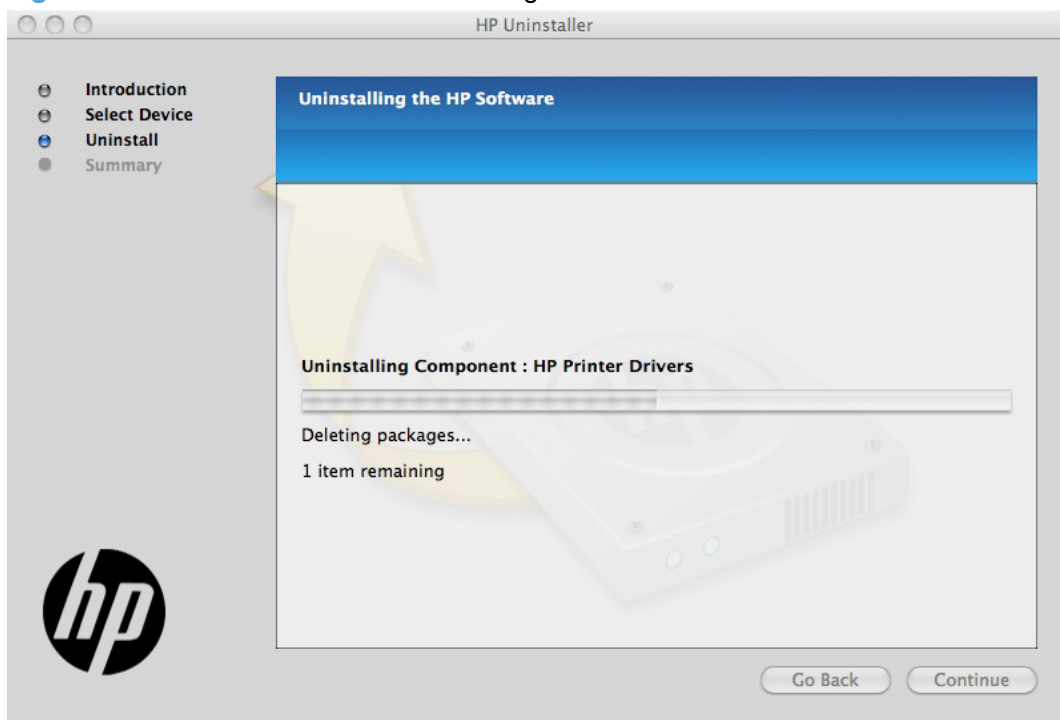 HP Uninstaller
Introduction
Select Device
Uninstall
Summary
Uninstalling the HP Software
Uninstalling Component : HP Printer Drivers
Deleting packages...
1 item remaining
hp
Go Back
Continue